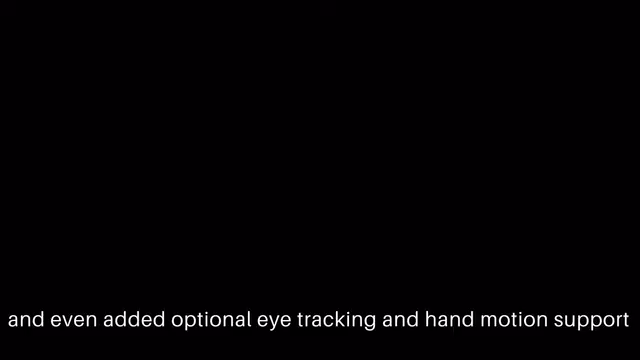 and even added optional eye tracking and hand motion support